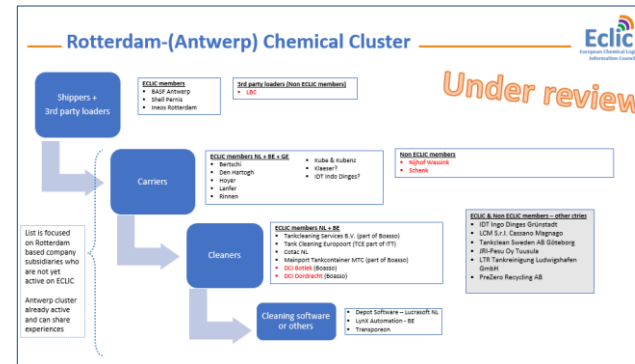 Rotterdam-(Antwerp) Chemical Cluster
Eclic
European Chemical Logistics
Information Council
Under review
Shippers +
3rd party loaders
ECLIC members
BASF Antwerp
Shell Pernis
Ineos Rotterdam
3rd party loaders (Non ECLIC members)
LBC
Carriers
ECLIC members NL + BE + GE
Bertschi
Den Hartogh
Hoyer
Lanfer
Rinnen
Kube & Kubenz
Klaeser?
IDT Indo Dinges?
Non ECLIC members
Nijhof Wassink
Schenk
List is focused
on Rotterdam
based company
subsidiaries who
are not yet
active on ECLIC
Antwerp cluster
already active
and can share
experiences
Cleaners
ECLIC members NL + BE
Tankcleaning Services B.V. (part of Boasso)
Tank Cleaning Europoort (TCE part of ITT)
Cotac NL
Mainport Tankcontainer MTC (part of Boasso)
DCI Botlek (Boasso)
DCI Dordrecht (Boasso)
ECLIC & Non ECLIC members – other ctries
IDT Ingo Dinges Grünstadt
LCM S.r.l. Cassano Magnago
Tankclean Sweden AB Göteborg
JRI-Pesu Oy Tuusula
LTR Tankreinigung Ludwigshafen
GmbH
PreZero Recycling AB
Cleaning software
or others
Depot Software – Lucrasoft NL
LynX Automation - BE
Transporeon